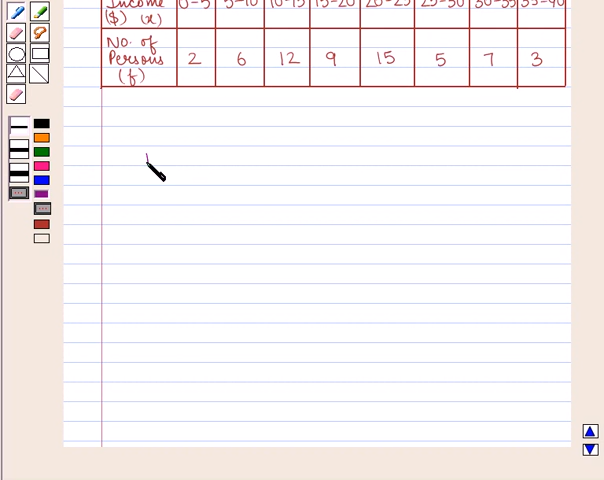 Income 0-5 5-10 10-15 15-20 20-25 25-30 30-35 35-40
($) (x)
No. of
Persons 2 6 12 9 15 5 7 3
(f)